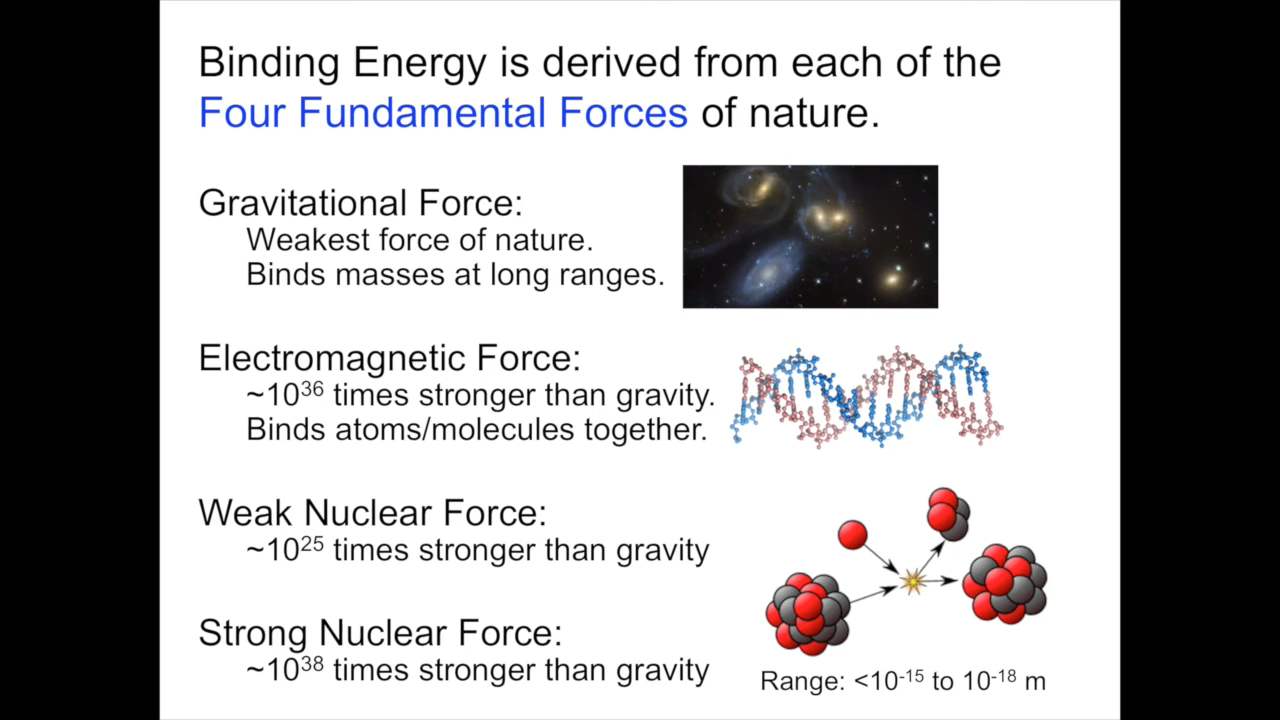 Binding Energy is derived from each of the
Four Fundamental Forces of nature.
Gravitational Force:
Weakest force of nature.
Binds masses at long ranges.
Electromagnetic Force:
~10³⁶ times stronger than gravity.
Binds atoms/molecules together.
Weak Nuclear Force:
~10²⁵ times stronger than gravity
Strong Nuclear Force:
~10³⁸ times stronger than gravity
Range: <10⁻¹⁵ to 10⁻¹⁸ m